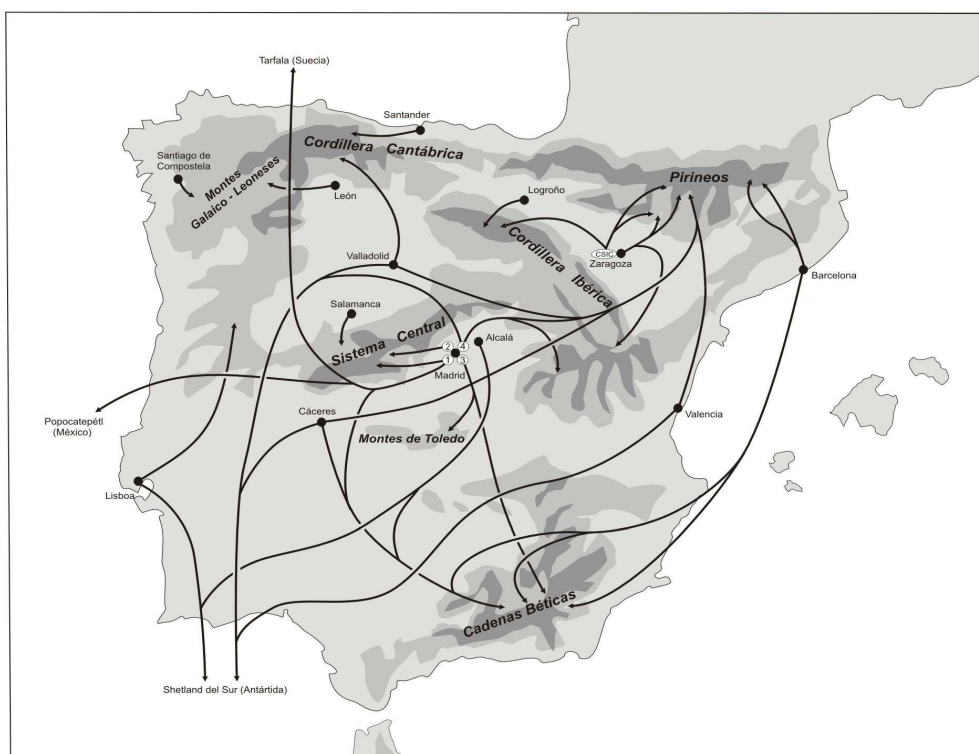 Tarfala (Suecia)
Santander
Cordillera Cantábrica
Santiago de
Compostela
Montes
Galaico - Leoneses
León
Pirineos
Logroño
Cordillera Ibérica
CSIC
Zaragoza
Valladolid
Barcelona
Salamanca
Sistema Central
2 4
1 3
Madrid
Alcalá
Popocatepétl
(México)
Cáceres
Montes de Toledo
Valencia
Lisboa
Cadenas Béticas
Shetland del Sur (Antártida)